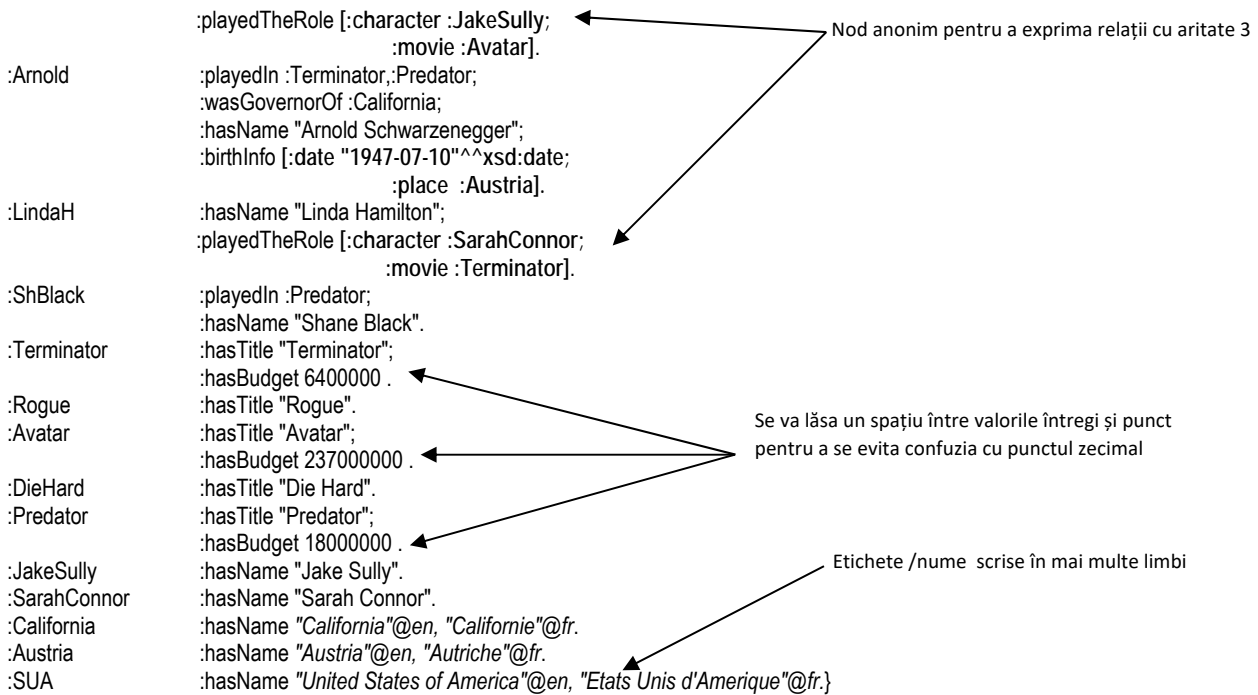 :playedTheRole [:character :JakeSully;
Nod anonim pentru a exprima relații cu aritate 3
:movie :Avatar].
:Arnold :playedIn :Terminator,:Predator;
:wasGovernorOf :California;
:hasName "Arnold Schwarzenegger";
:birthInfo [:date "1947-07-10"^^xsd:date;
:place :Austria].
:LindaH :hasName "Linda Hamilton";
:playedTheRole [:character :SarahConnor;
:movie :Terminator].
:ShBlack :playedIn :Predator;
:hasName "Shane Black".
:Terminator :hasTitle "Terminator";
:hasBudget 6400000 .
:Rogue :hasTitle "Rogue".
Se va lăsa un spațiu între valorile întregi și punct
:Avatar :hasTitle "Avatar";
pentru a se evita confuzia cu punctul zecimal
:hasBudget 237000000 .
:DieHard :hasTitle "Die Hard".
:Predator :hasTitle "Predator";
:hasBudget 18000000 .
Etichete /nume scrise în mai multe limbi
:JakeSully :hasName "Jake Sully".
:SarahConnor :hasName "Sarah Connor".
:California :hasName "California"@en, "Californie"@fr.
:Austria :hasName "Austria"@en, "Autriche"@fr.
:SUA :hasName "United States of America"@en, "Etats Unis d'Amerique"@fr.}